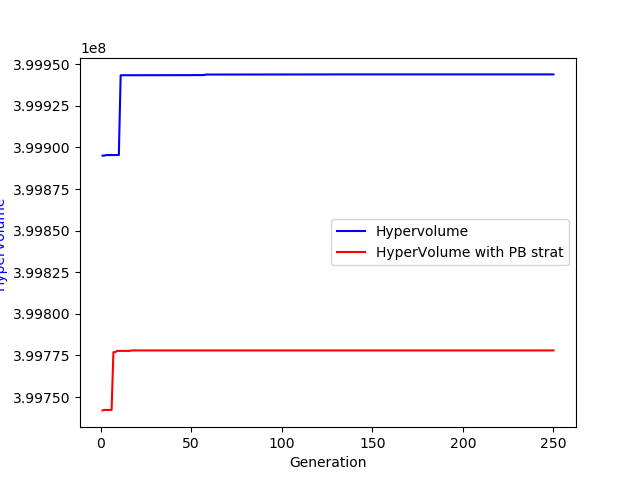 1e8
3.99950
3.99925
3.99900
3.99875
3.99850
3.99825
3.99800
3.99775
3.99750
HyperVolume
Hypervolume
HyperVolume with PB strat
0 50 100 150 200 250
Generation